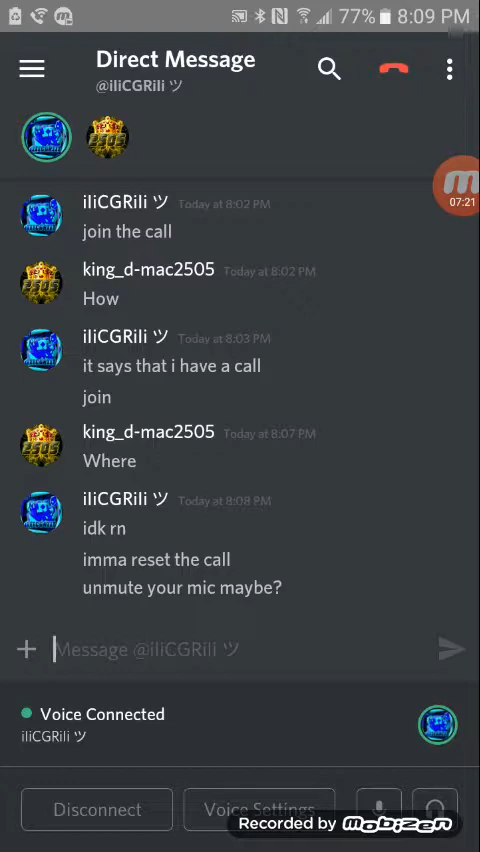 77% 8:09 PM
Direct Message
@iliCGRili ツ
2505
07:21
iliCGRili ツ Today at 8:02 PM
join the call
king_d-mac2505 Today at 8:02 PM
2505
How
iliCGRili ツ Today at 8:03 PM
it says that i have a call
join
king_d-mac2505 Today at 8:07 PM
2505
Where
iliCGRili ツ Today at 8:08 PM
idk rn
imma reset the call
unmute your mic maybe?
Message @iliCGRili ツ
Voice Connected
iliCGRili ツ
Disconnect
Voice Settings
Recorded by mobizen